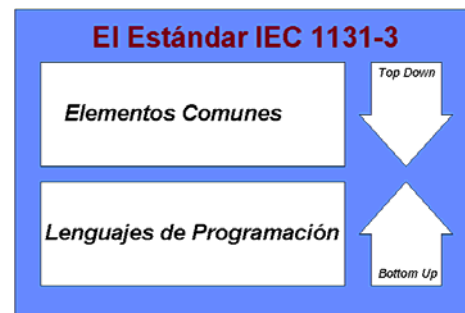 El Estándar IEC 1131-3
Top Down
Elementos Comunes
Lenguajes de Programación
Bottom Up